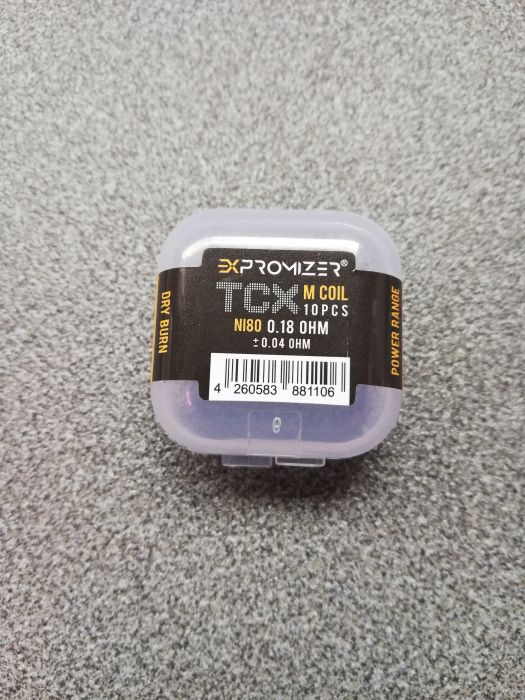 EXPROMIZER®
TCX M COIL
10PCS
NI80 0.18 OHM
± 0.04 OHM
4 260583 881106
DRY BURN
POWER RANGE